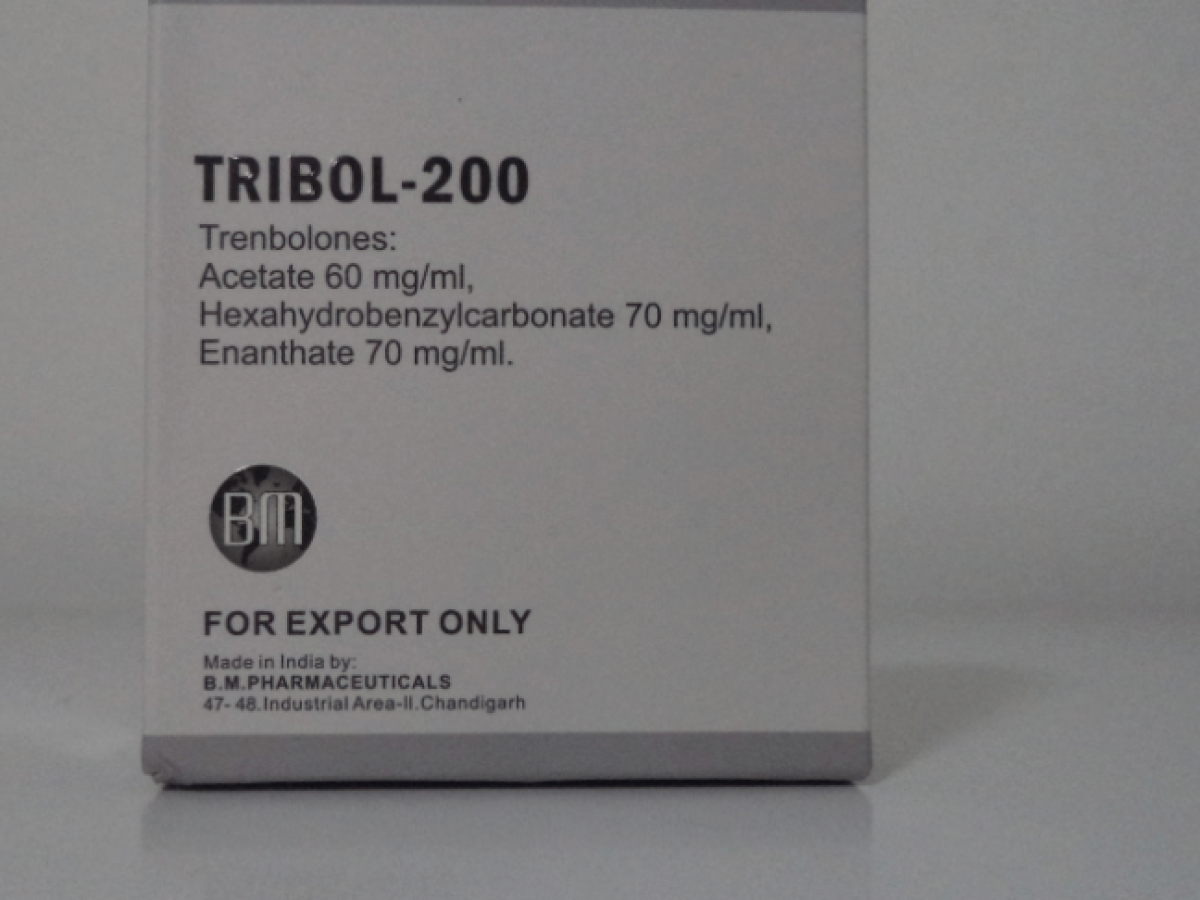 TRIBOL-200
Trenbolones:
Acetate 60 mg/ml,
Hexahydrobenzylcarbonate 70 mg/ml,
Enanthate 70 mg/ml.
BM
FOR EXPORT ONLY
Made in India by:
B.M.PHARMACEUTICALS
47- 48.Industrial Area-II.Chandigarh